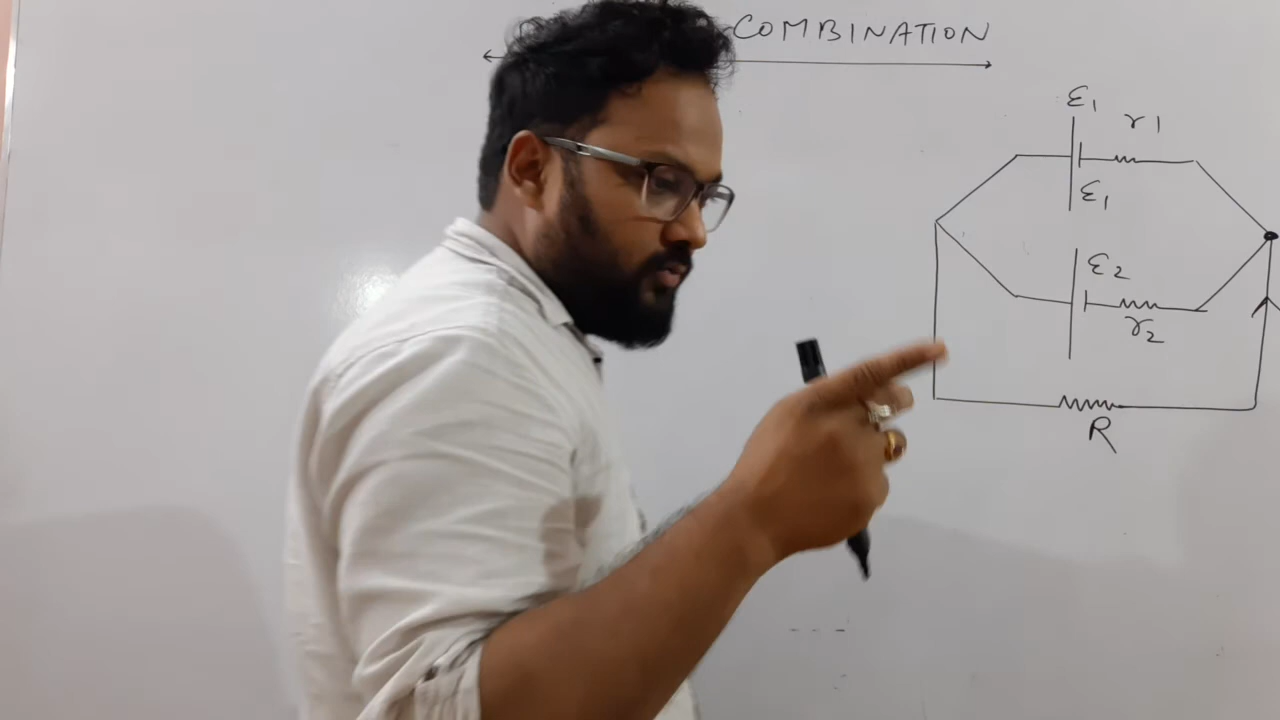 COMBINATION
ε1
r1
ε1
ε2
r2
R